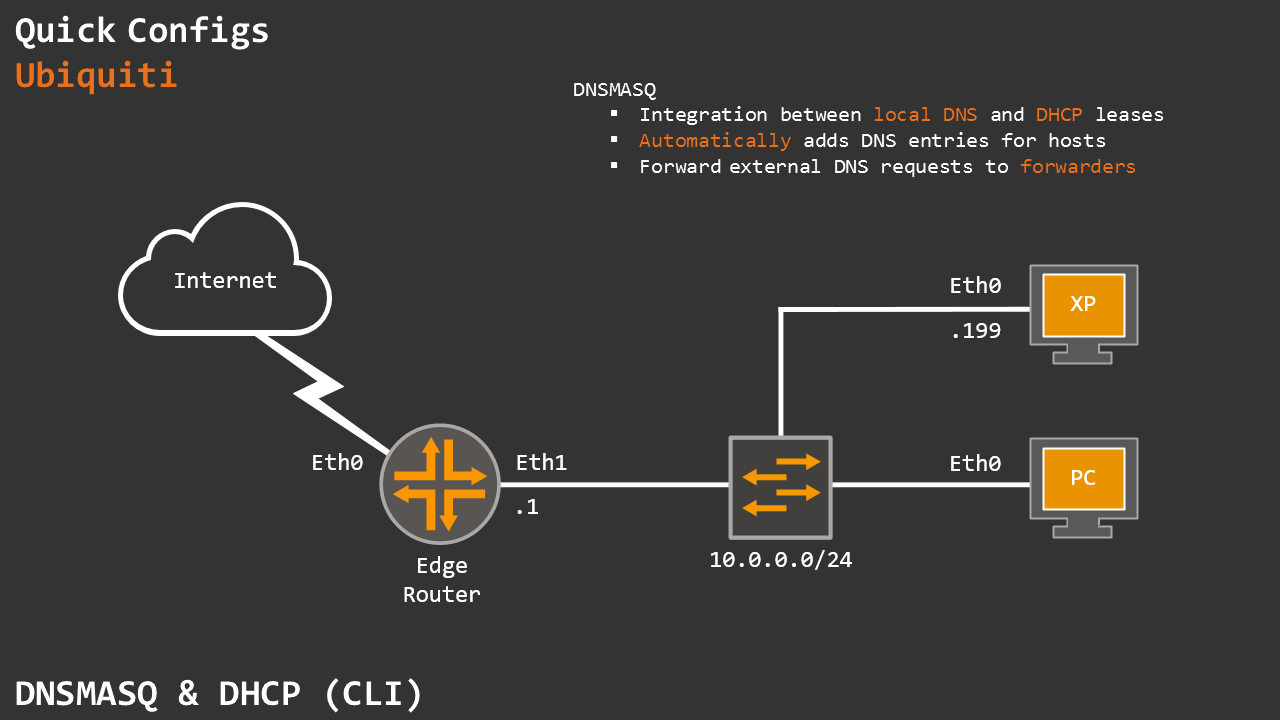 Quick Configs
Ubiquiti
DNSMASQ
▪ Integration between local DNS and DHCP leases
▪ Automatically adds DNS entries for hosts
▪ Forward external DNS requests to forwarders
Internet
Eth0
.199
XP
Eth0
Eth1
.1
Eth0
PC
Edge
Router
10.0.0.0/24
DNSMASQ & DHCP (CLI)